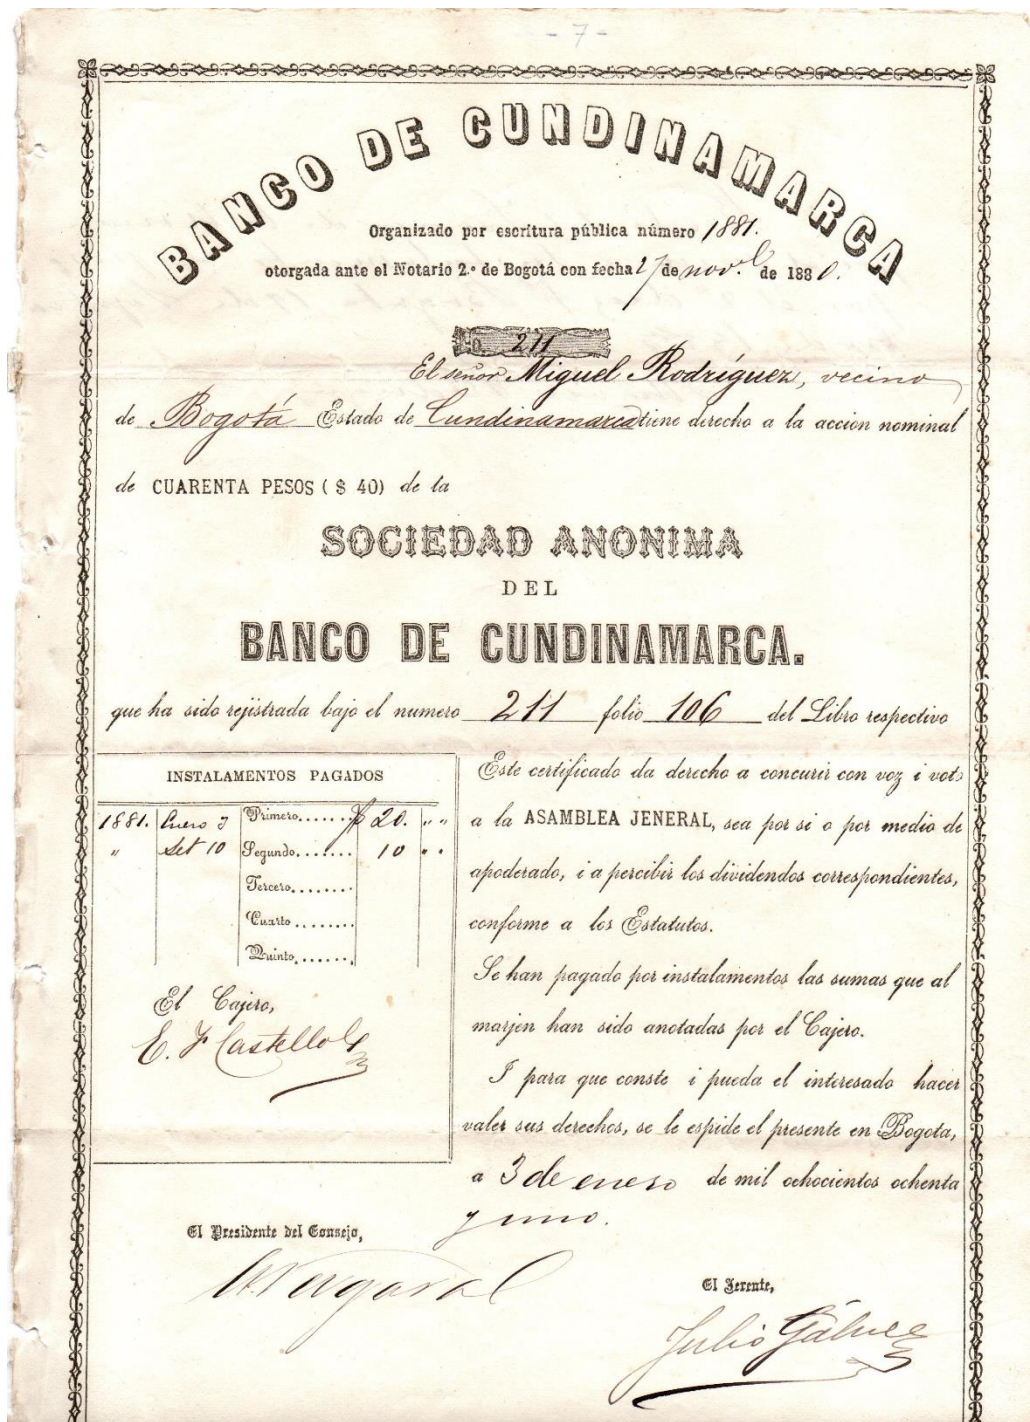 - 7 -
BANCO DE CUNDINAMARCA
Organizado por escritura pública número 1881.
otorgada ante el Notario 2.º de Bogotá con fecha 27 de nov.e de 1880.
211
El señor Miguel Rodríguez, vecino
de Bogotá Estado de Cundinamarca tiene derecho a la accion nominal
de CUARENTA PESOS ($ 40) de la
SOCIEDAD ANONIMA
DEL
BANCO DE CUNDINAMARCA.
que ha sido rejistrada bajo el numero 211 folio 106 del Libro respectivo
INSTALAMENTOS PAGADOS
1881. Enero 3 Primero...... $ 20. " "
" Set 10 Segundo....... 10 " "
Tercero........
Cuarto........
Quinto.......
El Cajero,
Este certificado da derecho a concurir con voz i voto
a la ASAMBLEA JENERAL, sea por si o por medio de
apoderado, i a percibir los dividendos correspondientes,
conforme a los Estatutos.
Se han pagado por instalamentos las sumas que al
marjen han sido anotadas por el Cajero.
I para que conste i pueda el interesado hacer
valer sus derechos, se le espide el presente en Bogota,
a 3 de enero de mil ochocientos ochenta
y uno.
El Presidente del Consejo,
El Jerente,
Julio Gálvez